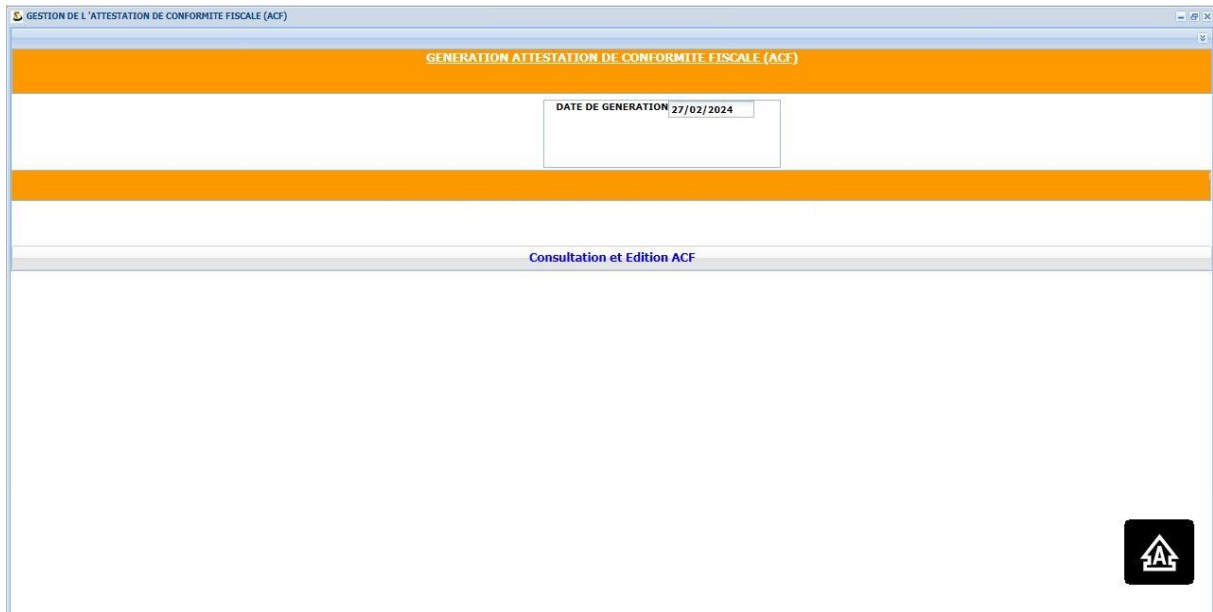 GESTION DE L 'ATTESTATION DE CONFORMITE FISCALE (ACF)
GENERATION ATTESTATION DE CONFORMITE FISCALE (ACF)
DATE DE GENERATION 27/02/2024
Consultation et Edition ACF
A